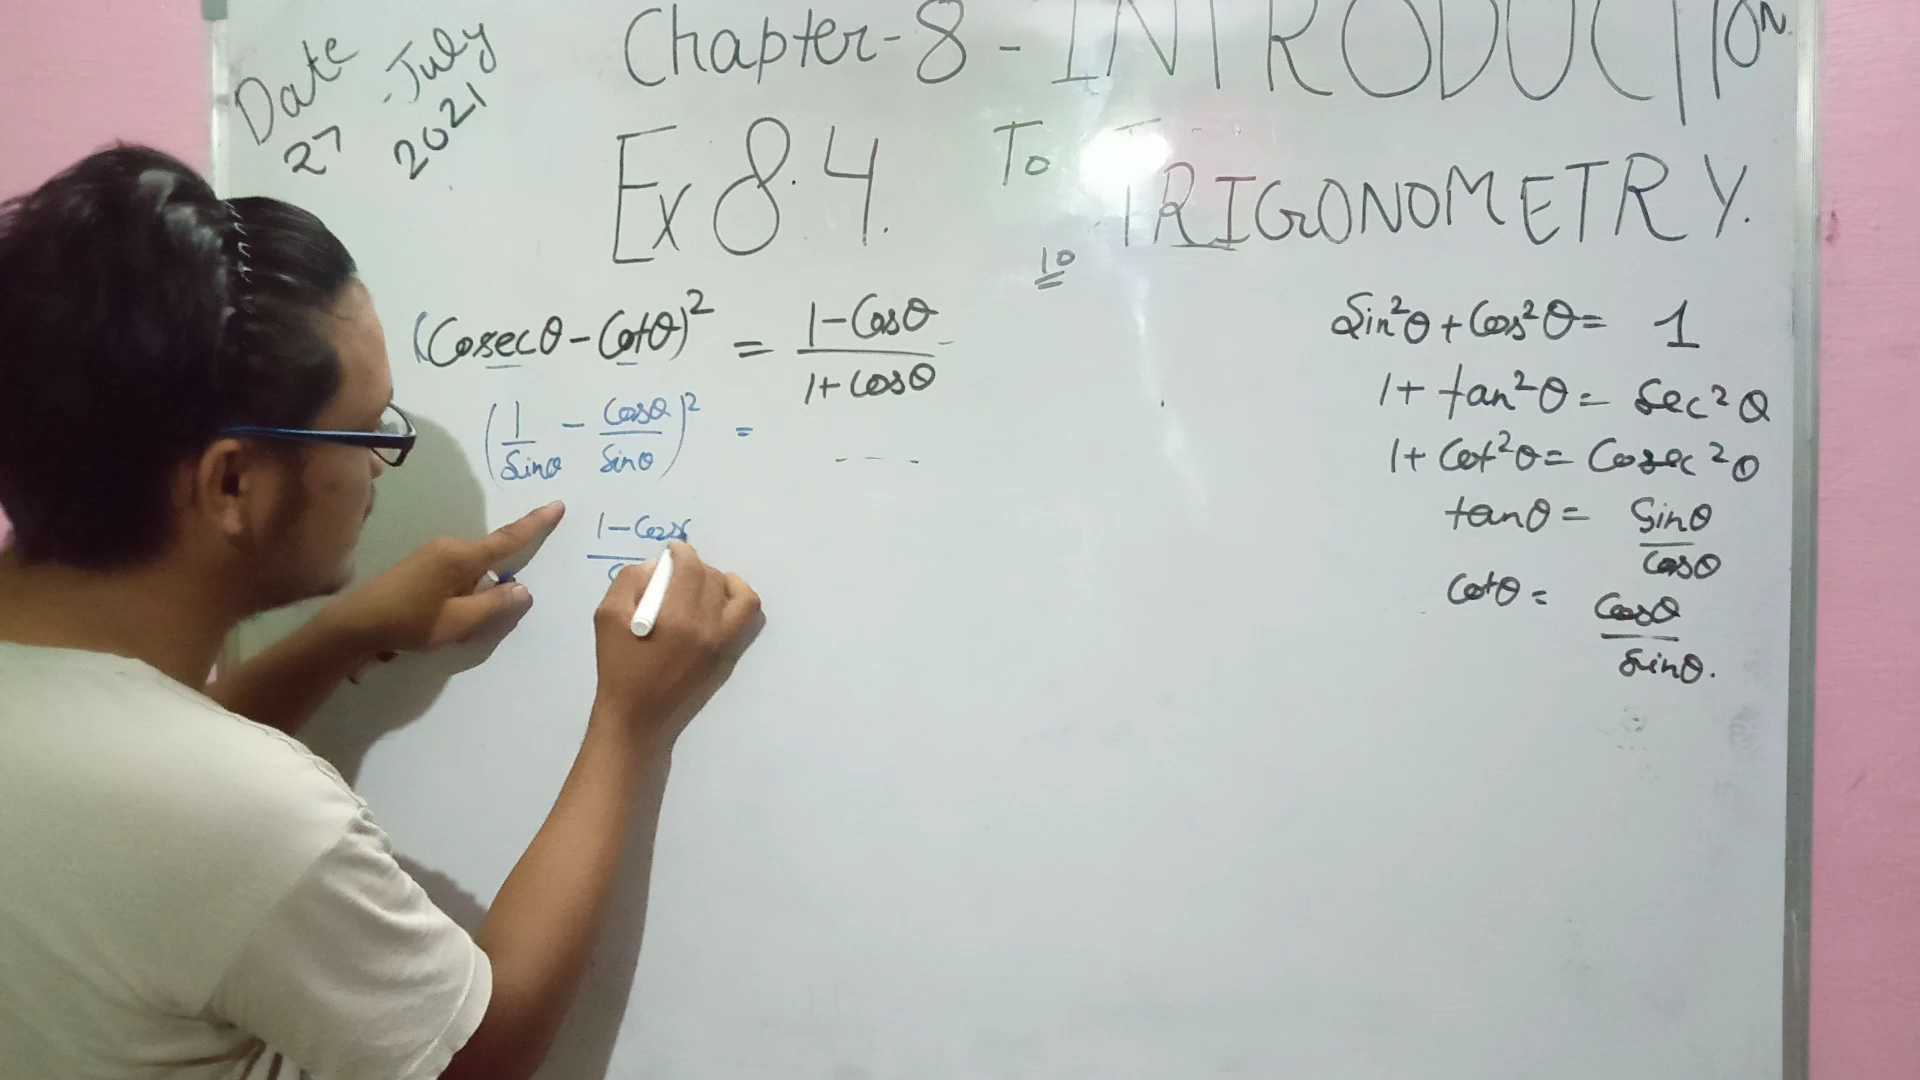 Date
27 July
2021
Chapter-8 - INTRODUCTION
Ex 8.4. To TRIGONOMETRY.
10
(Cosecθ - Cotθ)² = 1-Cosθ / 1+Cosθ
(1/Sinθ - Cosθ/Sinθ)² =
- - -
1-Cos
Sin²θ + Cos²θ = 1
1+ tan²θ = Sec²θ
1+ Cot²θ = Cosec²θ
tanθ = Sinθ / Cosθ
Cotθ = Cosθ / Sinθ.